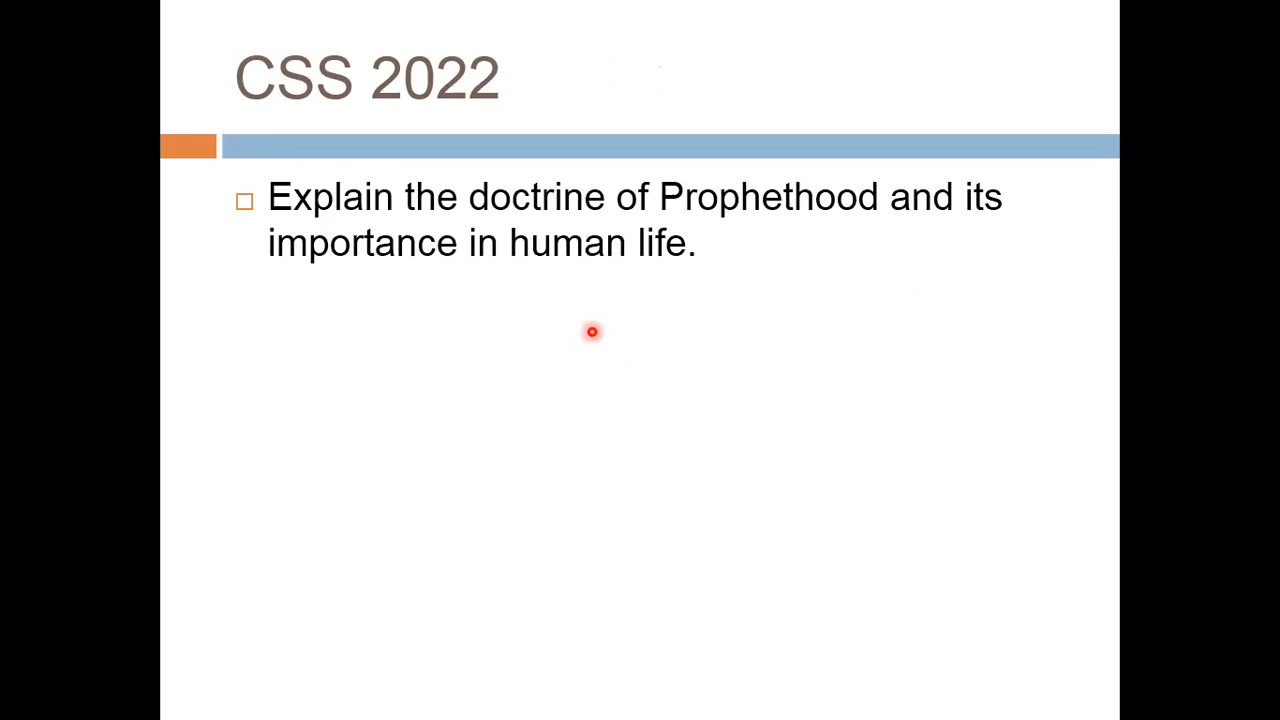 CSS 2022
Explain the doctrine of Prophethood and its
importance in human life.